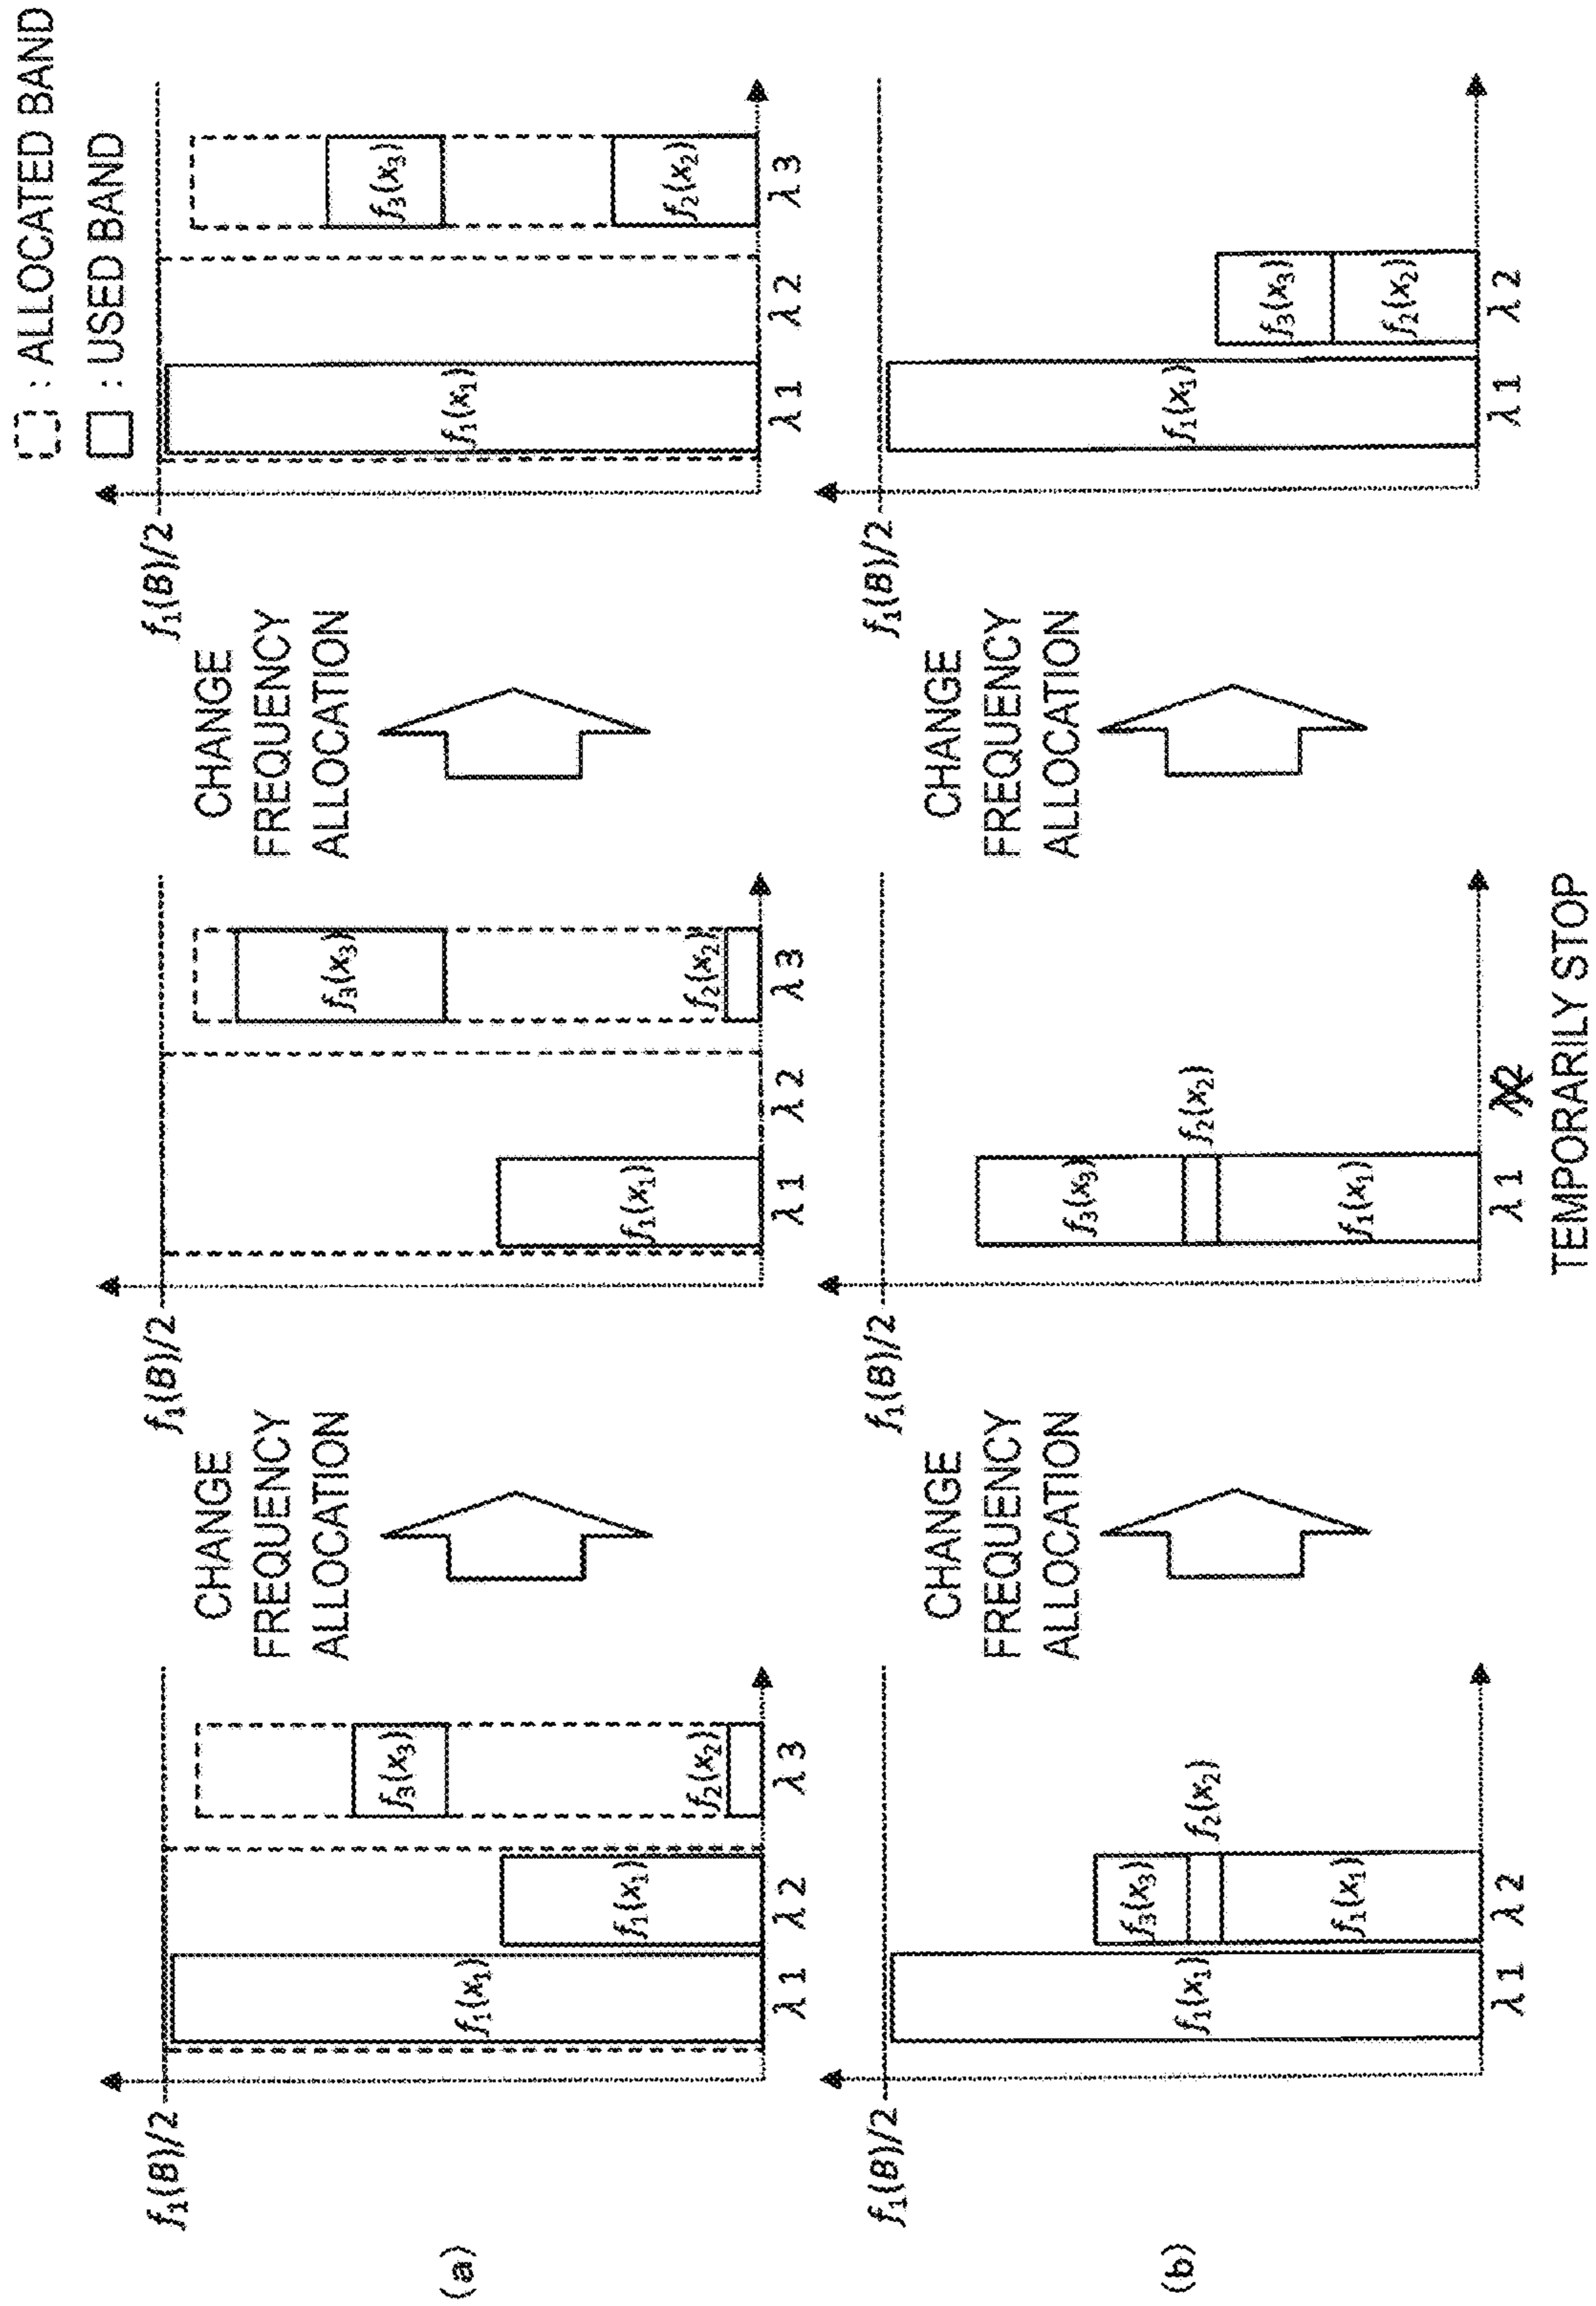 : ALLOCATED BAND
: USED BAND
(a)
f₁(B)/2
f₁(x₁)
f₁(x₁)
f₃(x₃)
f₂(x₂)
λ1 λ2 λ3
CHANGE
FREQUENCY
ALLOCATION
f₁(B)/2
f₁(x₁)
f₃(x₃)
f₂(x₂)
λ1 λ2 λ3
CHANGE
FREQUENCY
ALLOCATION
f₁(B)/2
f₁(x₁)
f₃(x₃)
f₂(x₂)
λ1 λ2 λ3
(b)
f₁(B)/2
f₁(x₁)
f₃(x₃)
f₂(x₂)
f₁(x₁)
λ1 λ2
CHANGE
FREQUENCY
ALLOCATION
f₁(B)/2
f₃(x₃)
f₂(x₂)
f₁(x₁)
λ1 λ2
TEMPORARILY STOP
CHANGE
FREQUENCY
ALLOCATION
f₁(B)/2
f₁(x₁)
f₃(x₃)
f₂(x₂)
λ1 λ2